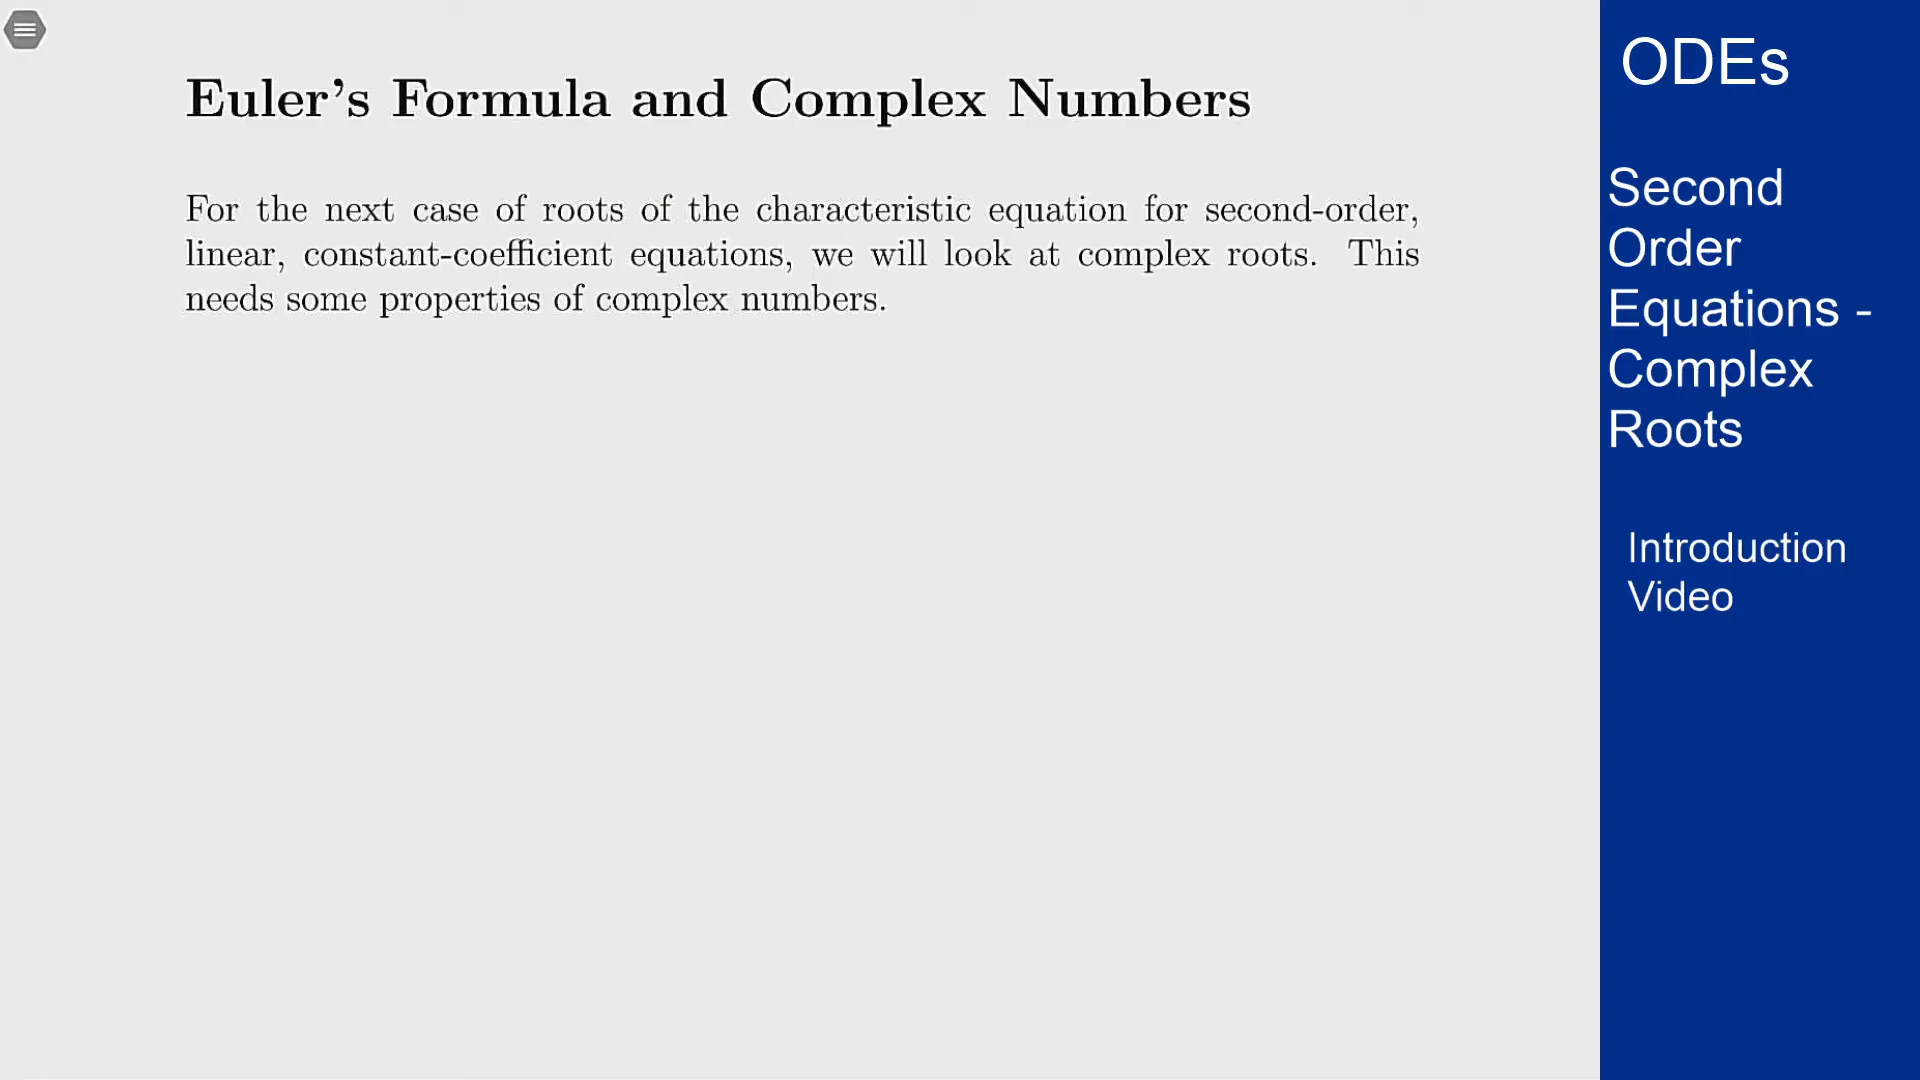 Euler’s Formula and Complex Numbers
For the next case of roots of the characteristic equation for second-order,
linear, constant-coefficient equations, we will look at complex roots. This
needs some properties of complex numbers.
ODEs
Second
Order
Equations -
Complex
Roots
Introduction
Video